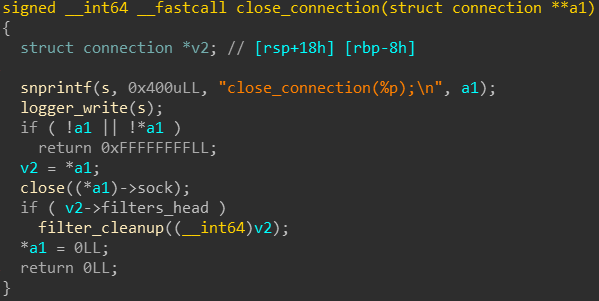 signed __int64 __fastcall close_connection(struct connection **a1)
{
  struct connection *v2; // [rsp+18h] [rbp-8h]

  snprintf(s, 0x400uLL, "close_connection(%p);\n", a1);
  logger_write(s);
  if ( !a1 || !*a1 )
    return 0xFFFFFFFFLL;
  v2 = *a1;
  close((*a1)->sock);
  if ( v2->filters_head )
    filter_cleanup((__int64)v2);
  *a1 = 0LL;
  return 0LL;
}